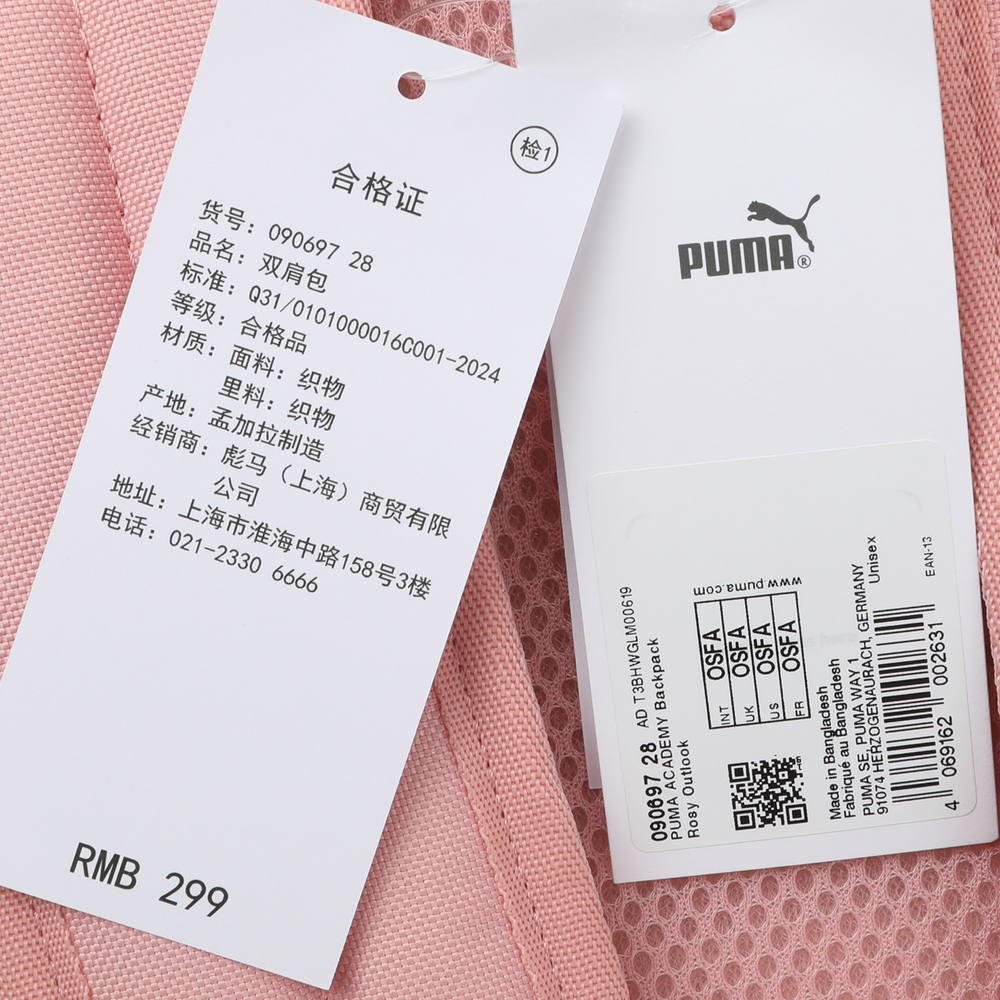 检1
合格证
货号：090697 28
品名：双肩包
标准：Q31/0101000016C001-2024
等级：合格品
材质：面料：织物
里料：织物
产地：孟加拉制造
经销商：彪马（上海）商贸有限
公司
地址：上海市淮海中路158号3楼
电话：021-2330 6666
RMB 299
PUMA®
090697 28 AD T3BHWGLM00619
PUMA ACADEMY Backpack
Rosy Outlook
www.puma.com
INT OSFA
UK OSFA
US OSFA
FR OSFA
Made in Bangladesh
Fabriqué au Bangladesh
PUMA SE, PUMA WAY 1
91074 HERZOGENAURACH, GERMANY
Unisex
4 069162 002631
EAN-13